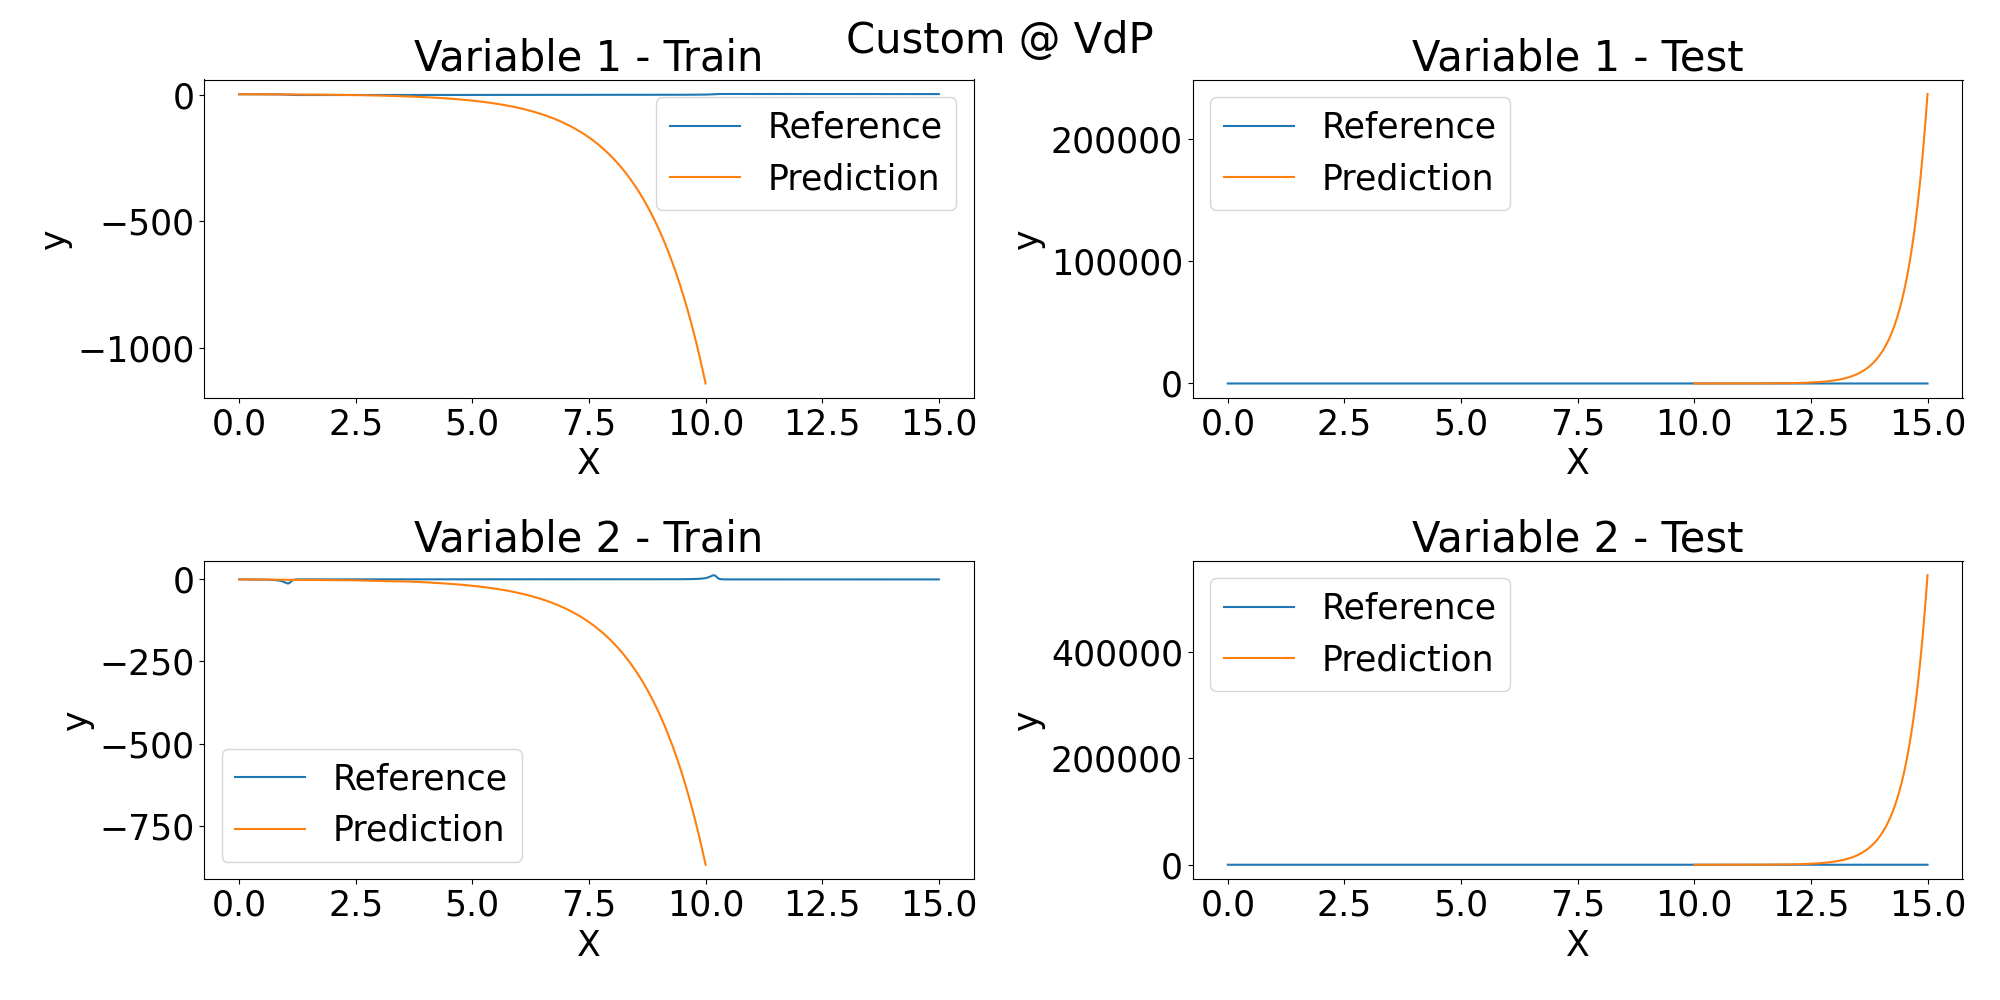 Custom @ VdP
Variable 1 - Train
0
−500
−1000
y
Reference
Prediction
0.0 2.5 5.0 7.5 10.0 12.5 15.0
X
Variable 1 - Test
200000
100000
0
y
Reference
Prediction
0.0 2.5 5.0 7.5 10.0 12.5 15.0
X
Variable 2 - Train
0
−250
−500
−750
y
Reference
Prediction
0.0 2.5 5.0 7.5 10.0 12.5 15.0
X
Variable 2 - Test
400000
200000
0
y
Reference
Prediction
0.0 2.5 5.0 7.5 10.0 12.5 15.0
X